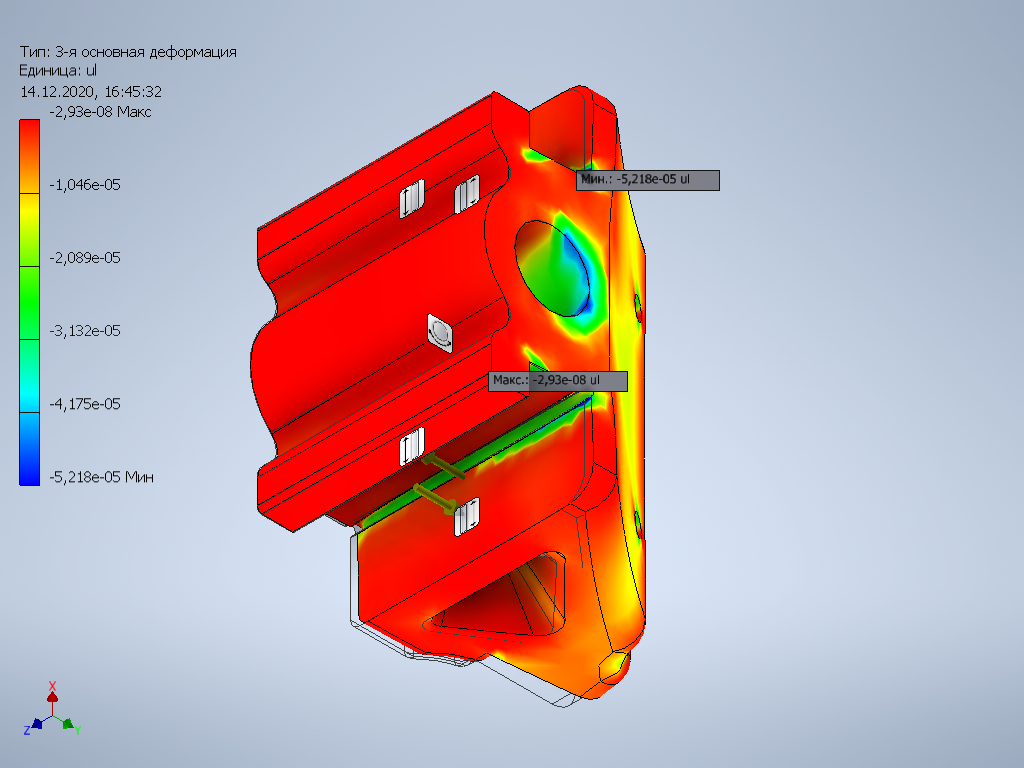 Тип: 3-я основная деформация
Единица: ul
14.12.2020, 16:45:32
-2,93e-08 Макс
-1,046e-05
-2,089e-05
-3,132e-05
-4,175e-05
-5,218e-05 Мин
Мин.: -5,218e-05 ul
Макс.: -2,93e-08 ul
X
Z
Y